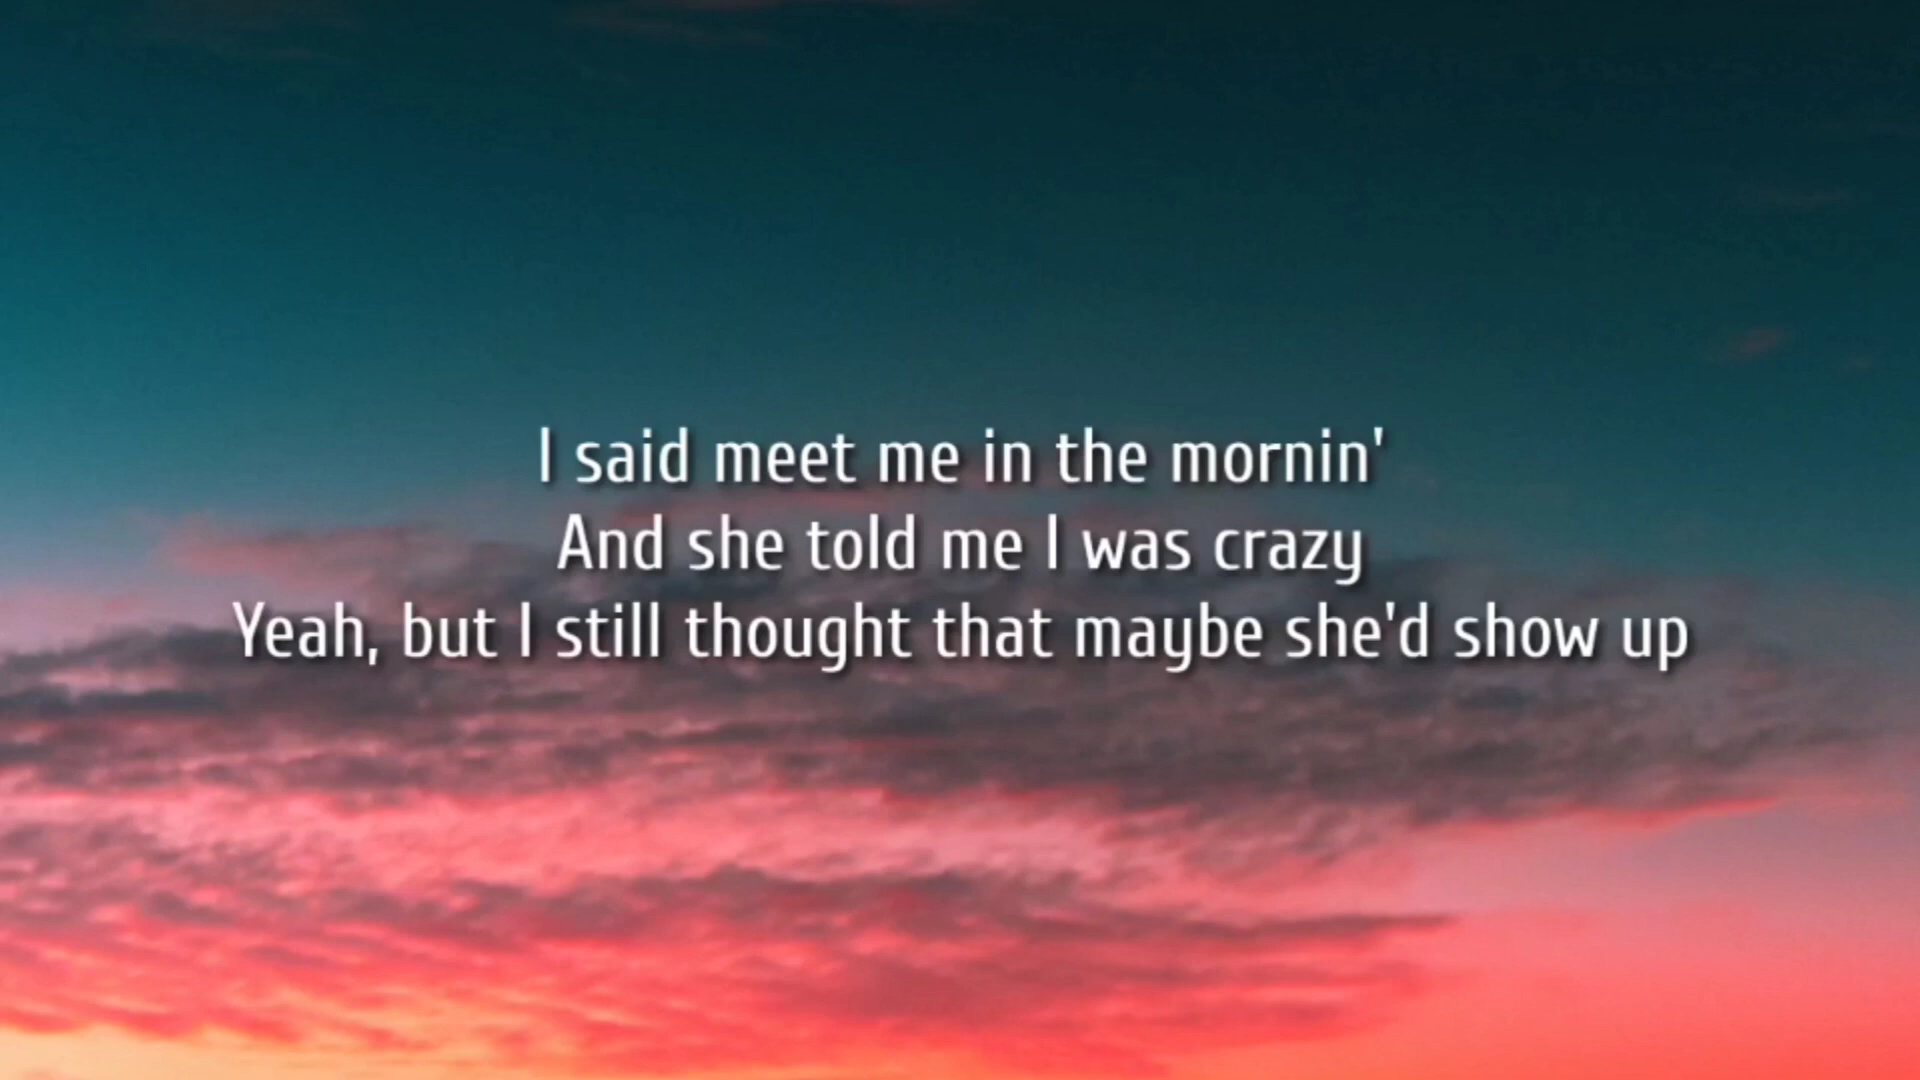 I said meet me in the mornin'
And she told me I was crazy
Yeah, but I still thought that maybe she'd show up